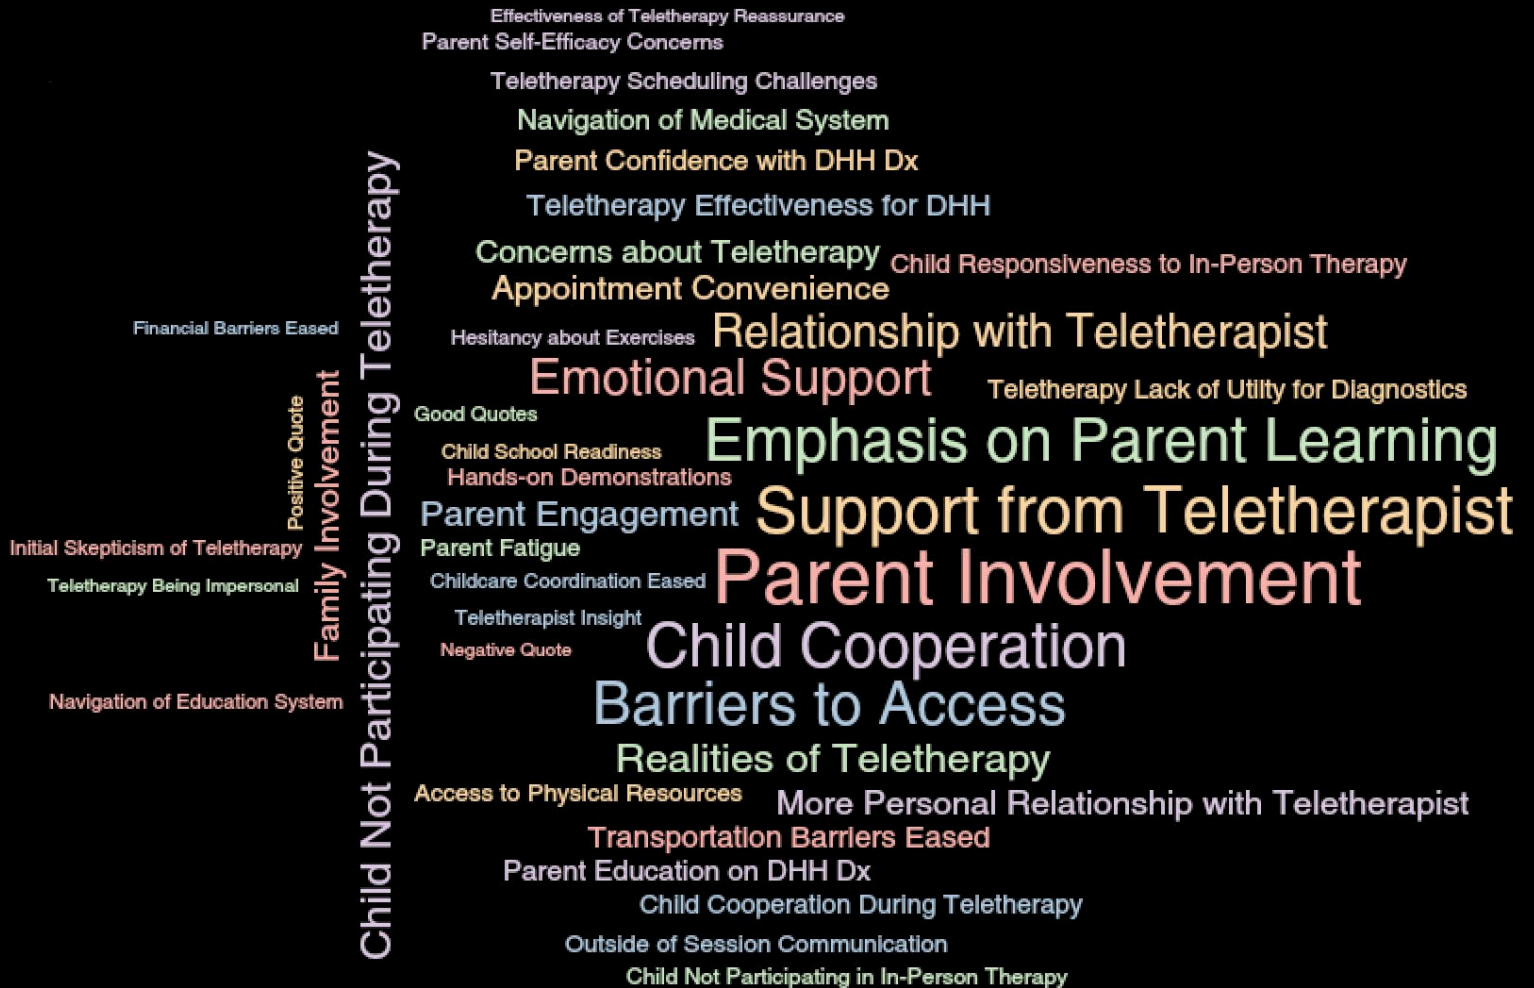 Effectiveness of Teletherapy Reassurance
Parent Self-Efficacy Concerns
Teletherapy Scheduling Challenges
Navigation of Medical System
Parent Confidence with DHH Dx
Teletherapy Effectiveness for DHH
Concerns about Teletherapy
Child Responsiveness to In-Person Therapy
Appointment Convenience
Financial Barriers Eased
Child Not Participating During Teletherapy
Hesitancy about Exercises
Relationship with Teletherapist
Emotional Support
Teletherapy Lack of Utilty for Diagnostics
Positive Quote
Family Involvement
Good Quotes
Emphasis on Parent Learning
Child School Readiness
Hands-on Demonstrations
Parent Engagement
Support from Teletherapist
Initial Skepticism of Teletherapy
Parent Fatigue
Teletherapy Being Impersonal
Childcare Coordination Eased
Parent Involvement
Teletherapist Insight
Negative Quote
Child Cooperation
Navigation of Education System
Barriers to Access
Realities of Teletherapy
Access to Physical Resources
More Personal Relationship with Teletherapist
Transportation Barriers Eased
Parent Education on DHH Dx
Child Cooperation During Teletherapy
Outside of Session Communication
Child Not Participating in In-Person Therapy